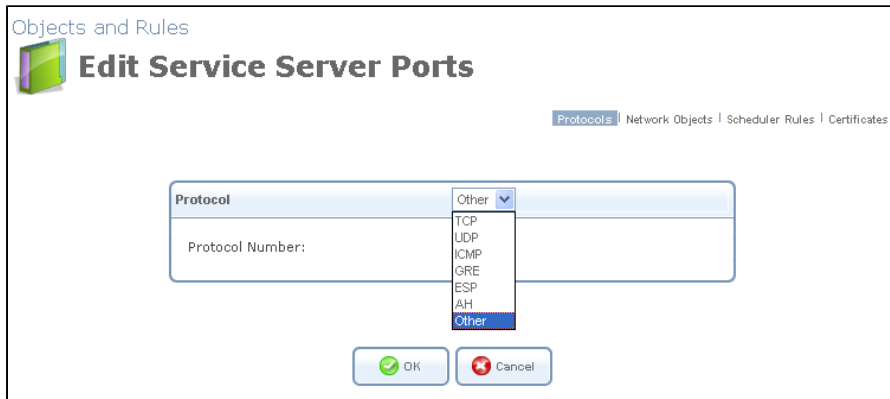 Objects and Rules
Edit Service Server Ports
Protocols | Network Objects | Scheduler Rules | Certificates
Protocol Other
TCP
UDP
Protocol Number:
ICMP
GRE
ESP
AH
Other
OK Cancel